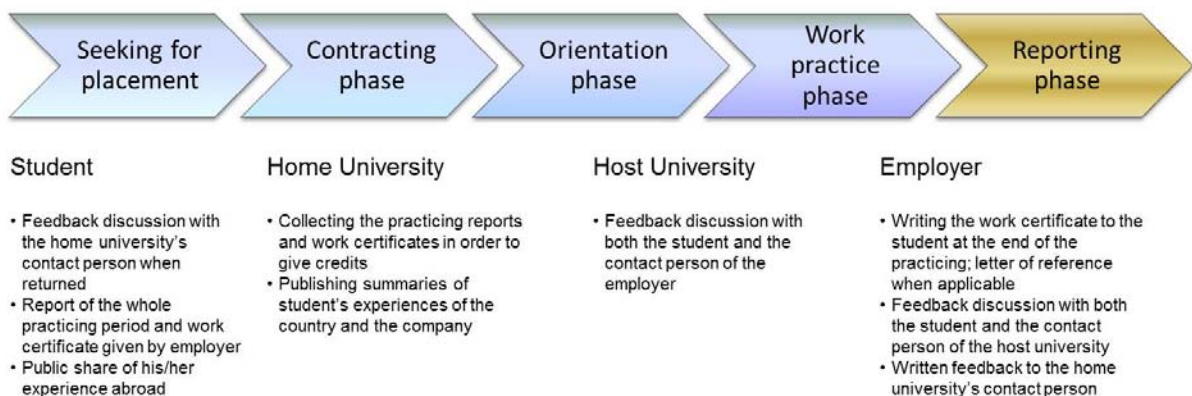 Seeking for
placement
Contracting
phase
Orientation
phase
Work
practice
phase
Reporting
phase
Student
• Feedback discussion with
the home university's
contact person when
returned
• Report of the whole
practicing period and work
certificate given by employer
• Public share of his/her
experience abroad
Home University
• Collecting the practicing reports
and work certificates in order to
give credits
• Publishing summaries of
student's experiences of the
country and the company
Host University
• Feedback discussion with
both the student and the
contact person of the
employer
Employer
• Writing the work certificate to the
student at the end of the
practicing; letter of reference
when applicable
• Feedback discussion with both
the student and the contact
person of the host university
• Written feedback to the home
university's contact person